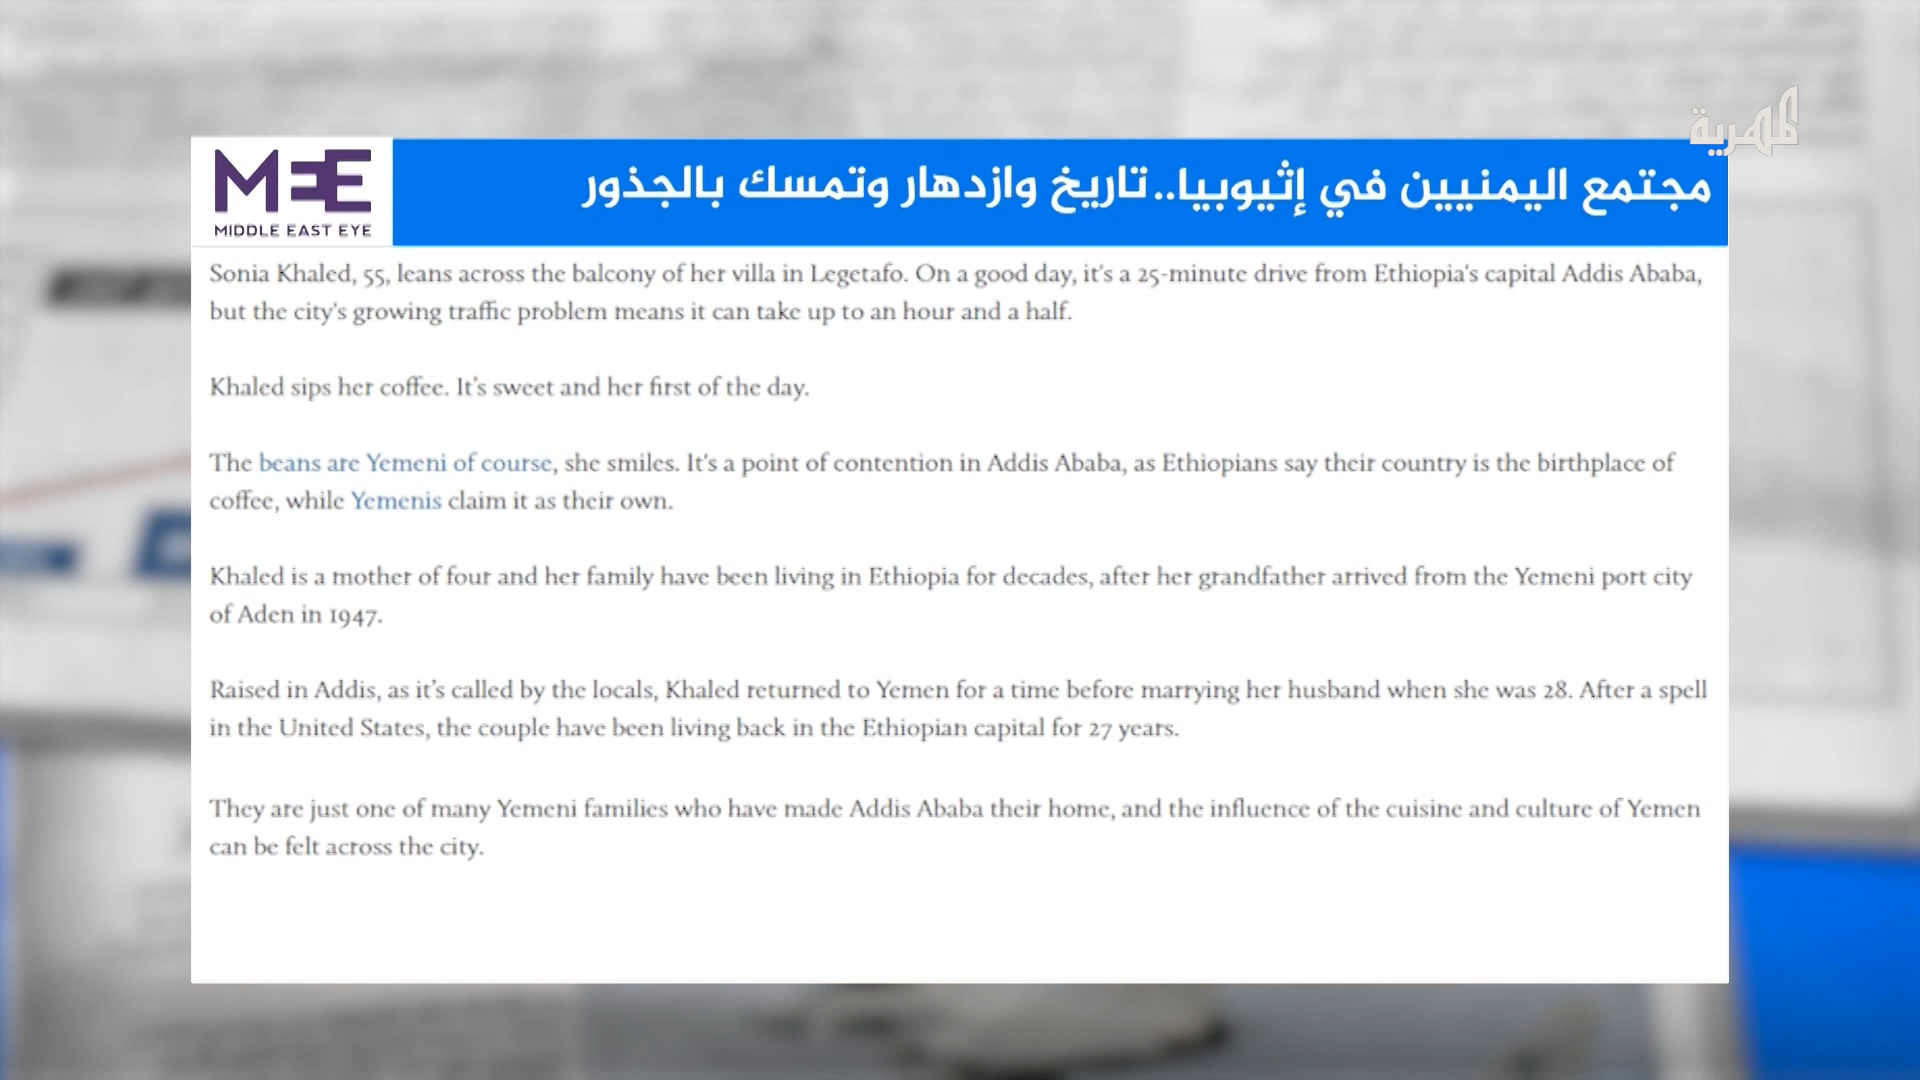 المهرية
MEE
MIDDLE EAST EYE
مجتمع اليمنيين في إثيوبيا..تاريخ وازدهار وتمسك بالجذور
Sonia Khaled, 55, leans across the balcony of her villa in Legetafo. On a good day, it's a 25-minute drive from Ethiopia's capital Addis Ababa,
but the city's growing traffic problem means it can take up to an hour and a half.
Khaled sips her coffee. It’s sweet and her first of the day.
The beans are Yemeni of course, she smiles. It's a point of contention in Addis Ababa, as Ethiopians say their country is the birthplace of
coffee, while Yemenis claim it as their own.
Khaled is a mother of four and her family have been living in Ethiopia for decades, after her grandfather arrived from the Yemeni port city
of Aden in 1947.
Raised in Addis, as it’s called by the locals, Khaled returned to Yemen for a time before marrying her husband when she was 28. After a spell
in the United States, the couple have been living back in the Ethiopian capital for 27 years.
They are just one of many Yemeni families who have made Addis Ababa their home, and the influence of the cuisine and culture of Yemen
can be felt across the city.